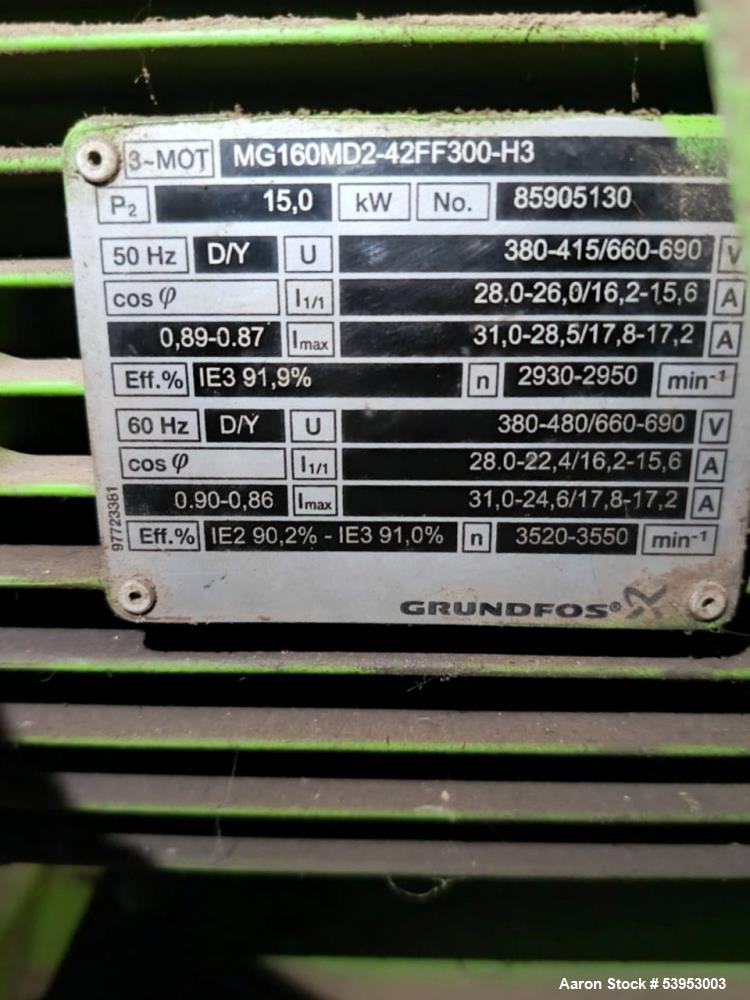 3~MOT MG160MD2-42FF300-H3
P2 15,0 kW No. 85905130
50 Hz D/Y U 380-415/660-690 V
cos φ I1/1 28.0-26,0/16,2-15,6 A
0,89-0.87 Imax 31,0-28,5/17,8-17,2 A
Eff.% IE3 91,9% n 2930-2950 min-1
60 Hz D/Y U 380-480/660-690 V
cos φ I1/1 28.0-22,4/16,2-15,6 A
0.90-0,86 Imax 31,0-24,6/17,8-17,2 A
Eff.% IE2 90,2% - IE3 91,0% n 3520-3550 min-1
97723381
GRUNDFOS®
Aaron Stock # 53953003